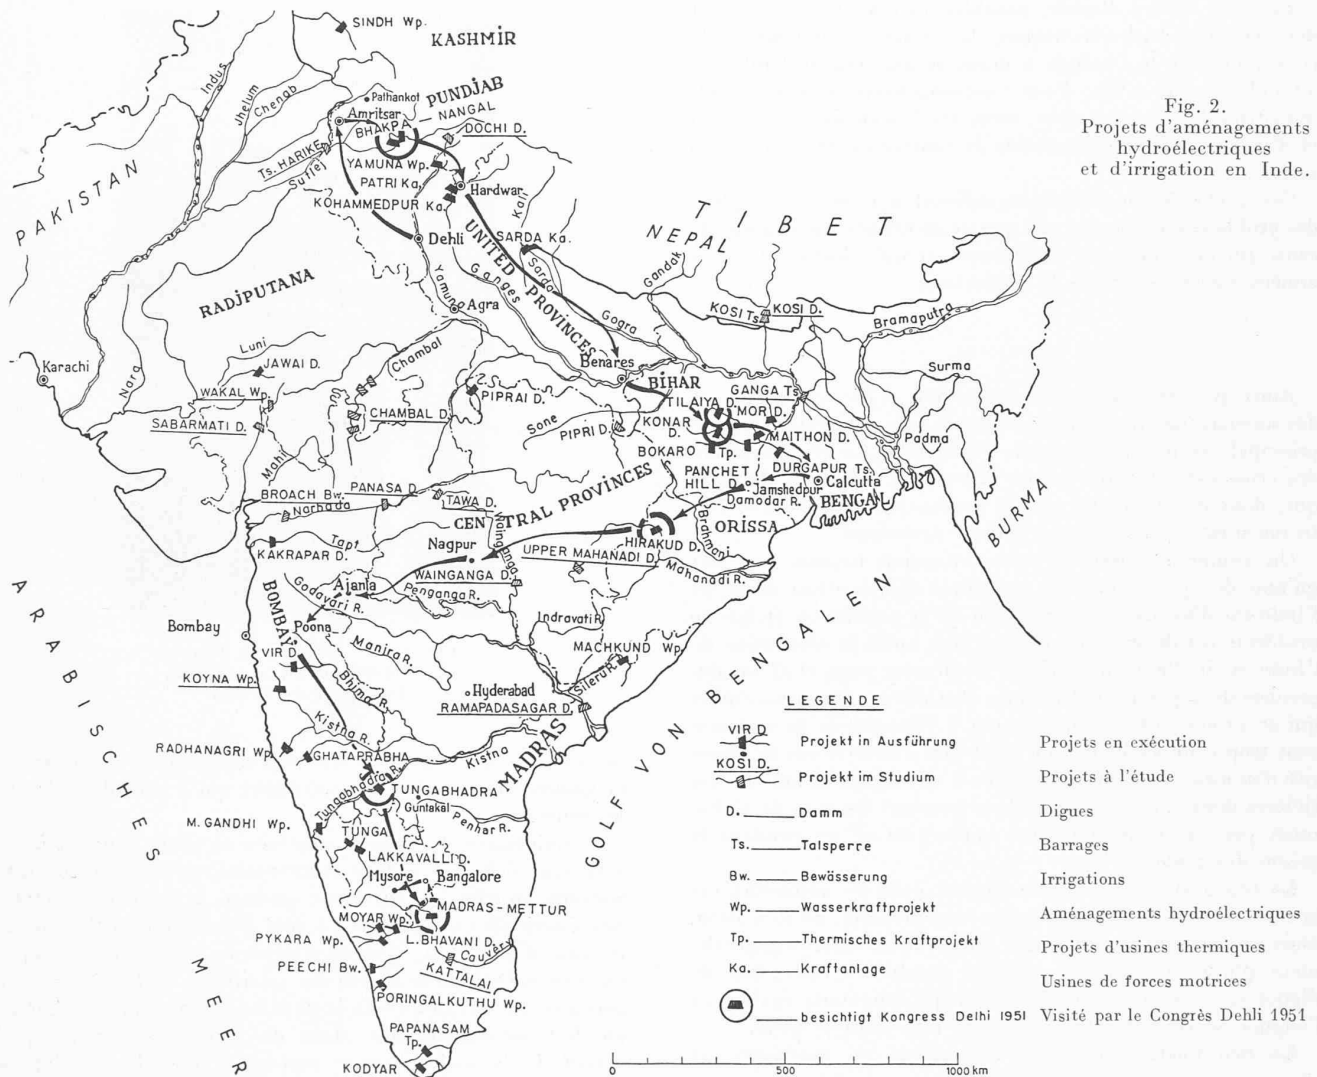 SINDH Wp.
KASHMIR
Indus
Jhelum
Chenab
Pathankot
PUNDJAB
Amritsar
BHAKPA – NANGAL
DOCHI D.
Ts. HARIKE
YAMUNA Wp.
PATRI Ka.
Hardwar
KOHAMMEDPUR Ka.
Kali
Fig. 2.
Projets d'aménagements
hydroélectriques
et d'irrigation en Inde.
PAKISTAN
TIBET
NEPAL
Dehli
SARDA Ka.
Sarda
UNITED PROVINCES
Ganges
Gandak
RADJPUTANA
Agra
Gogra
KOSI Ts.
KOSI D.
Bramaputra
Karachi
Nara
Luni
JAWAI D.
Chambal
Benares
BIHAR
Surma
WAKAL Wp.
PIPRAI D.
TILAIYA D.
GANGA Ts.
SABARMATI D.
CHAMBAL D.
Sone
PIPRI D.
KONAR
D.
MOR D.
MAITHON D.
Padma
Mahi
BOKARO Tp.
PANCHET
HILL D.
DURGAPUR Ts.
Calcutta
BROACH Bw.
PANASA D.
TAWA D.
Narbada
CENTRAL PROVINCES
Jamshedpur
Damodar R.
BENGAL
BURMA
ORISSA
Brahmani
Tapt
KAKRAPAR D.
Nagpur
HIRAKUD D.
UPPER MAHANADI D.
Mahanadi R.
WAINGANGA D.
Ajanta
Godavari R.
Penganga R.
BOMBAY
Bombay
Poona
Indravati R.
Manira R.
MACHKUND Wp.
VIR D.
Bhima R.
Sileru R.
KOYNA Wp.
Hyderabad
RAMAPADASAGAR D.
Kistna R.
Kistna
MADRAS
RADHANAGRI Wp.
GHATAPRABHA
Tungabhadra R.
TUNGABHADRA
Guntakal
Penhar R.
M. GANDHI Wp.
TUNGA
LAKKAVALLI D.
Mysore
Bangalore
MADRAS – METTUR
MOYAR Wp.
PYKARA Wp.
L. BHAVANI D.
Cauvery
PEECHI Bw.
KATTALAI
PORINGALKUTHU Wp.
PAPANASAM
Tp.
KODYAR
ARABISCHES MEER
GOLF VON BENGALEN
LEGENDE
VIR D Projekt in Ausführung Projets en exécution
KOSI D. Projekt im Studium Projets à l'étude
D. Damm Digues
Ts. Talsperre Barrages
Bw. Bewässerung Irrigations
Wp. Wasserkraftprojekt Aménagements hydroélectriques
Tp. Thermisches Kraftprojekt Projets d'usines thermiques
Ka. Kraftanlage Usines de forces motrices
besichtigt Kongress Delhi 1951 Visité par le Congrès Dehli 1951
0 500 1000 km